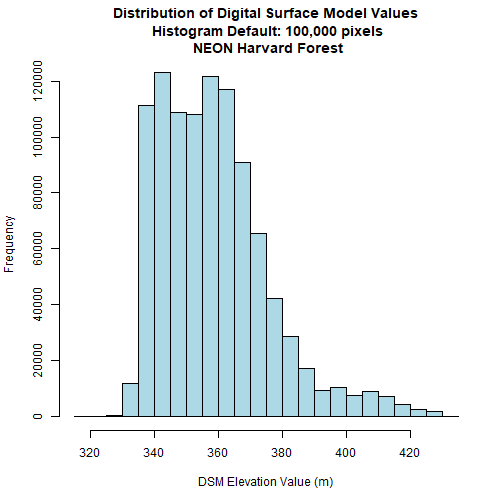 Distribution of Digital Surface Model Values
Histogram Default: 100,000 pixels
NEON Harvard Forest
120000
100000
80000
60000
40000
20000
0
Frequency
320 340 360 380 400 420
DSM Elevation Value (m)